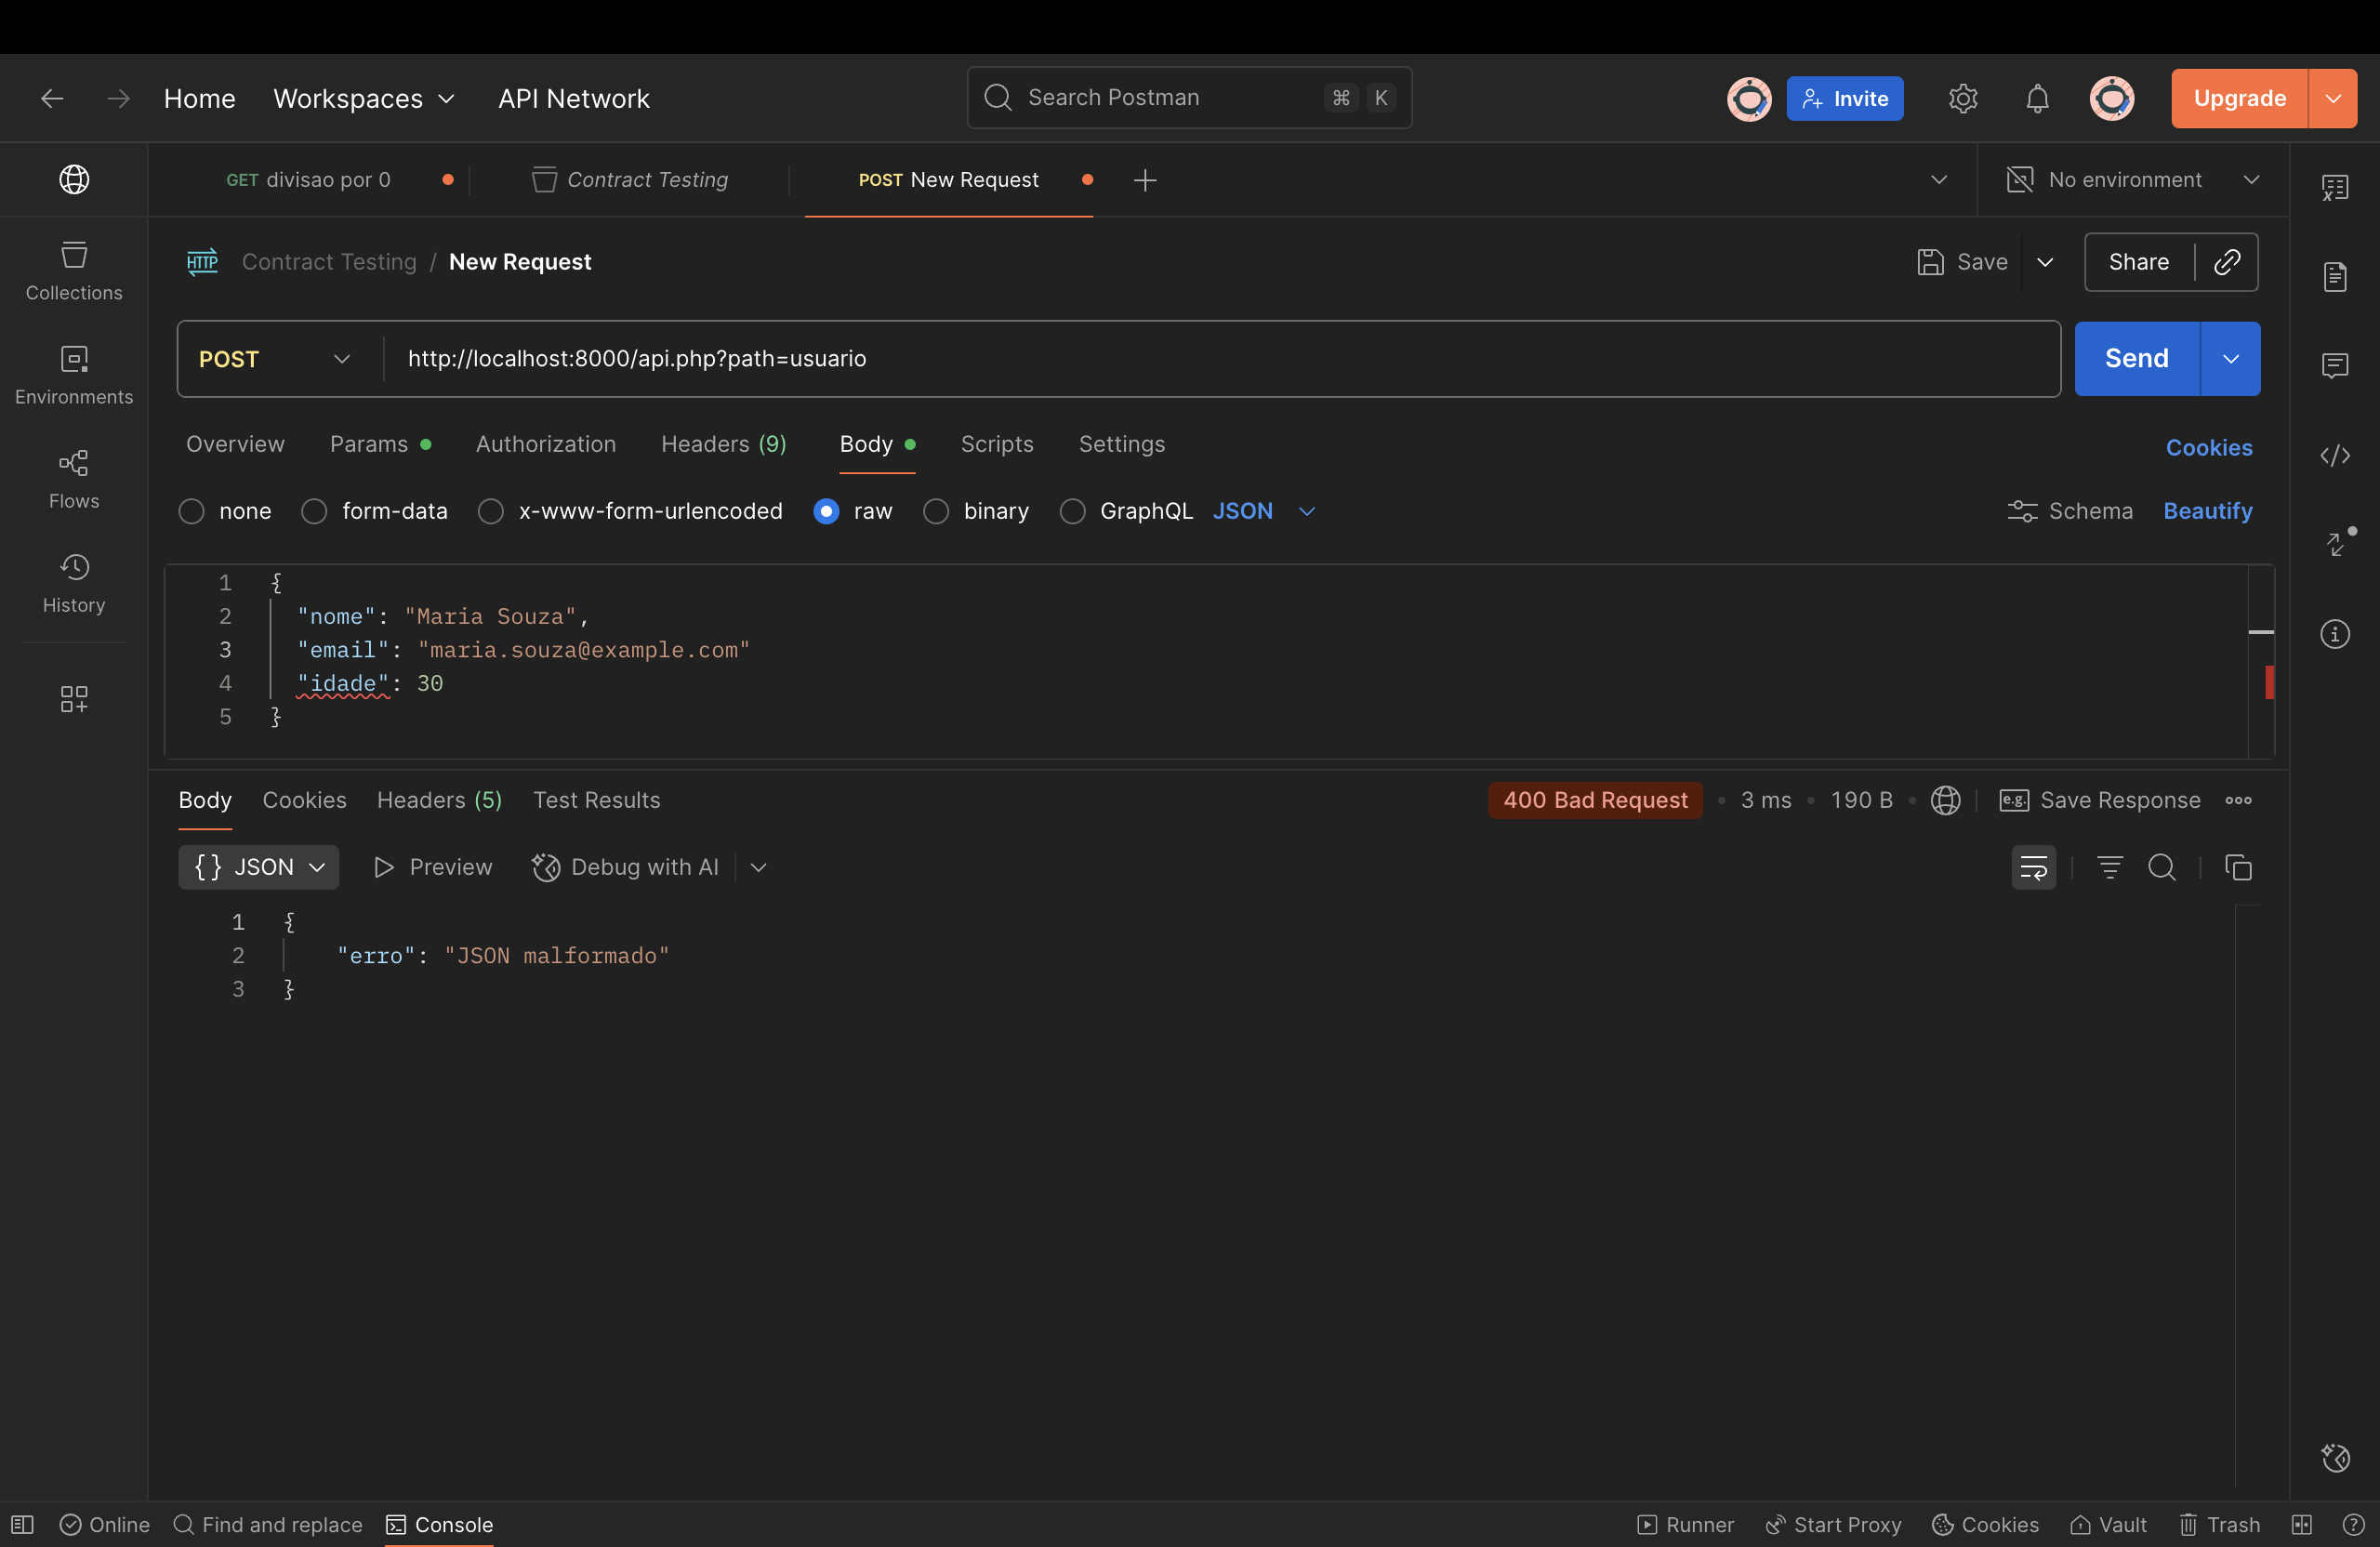 Home Workspaces API Network Search Postman ⌘ K Invite Upgrade
GET divisao por 0 Contract Testing POST New Request No environment
HTTP Contract Testing / New Request Save Share
Collections
POST http://localhost:8000/api.php?path=usuario Send
Environments
Overview Params Authorization Headers (9) Body Scripts Settings Cookies
Flows
none form-data x-www-form-urlencoded raw binary GraphQL JSON Schema Beautify
History
1 {
2 "nome": "Maria Souza",
3 "email": "maria.souza@example.com"
4 "idade": 30
5 }
Body Cookies Headers (5) Test Results 400 Bad Request • 3 ms • 190 B • e.g. Save Response
{} JSON Preview Debug with AI
1 {
2 "erro": "JSON malformado"
3 }
Online Find and replace Console Runner Start Proxy Cookies Vault Trash